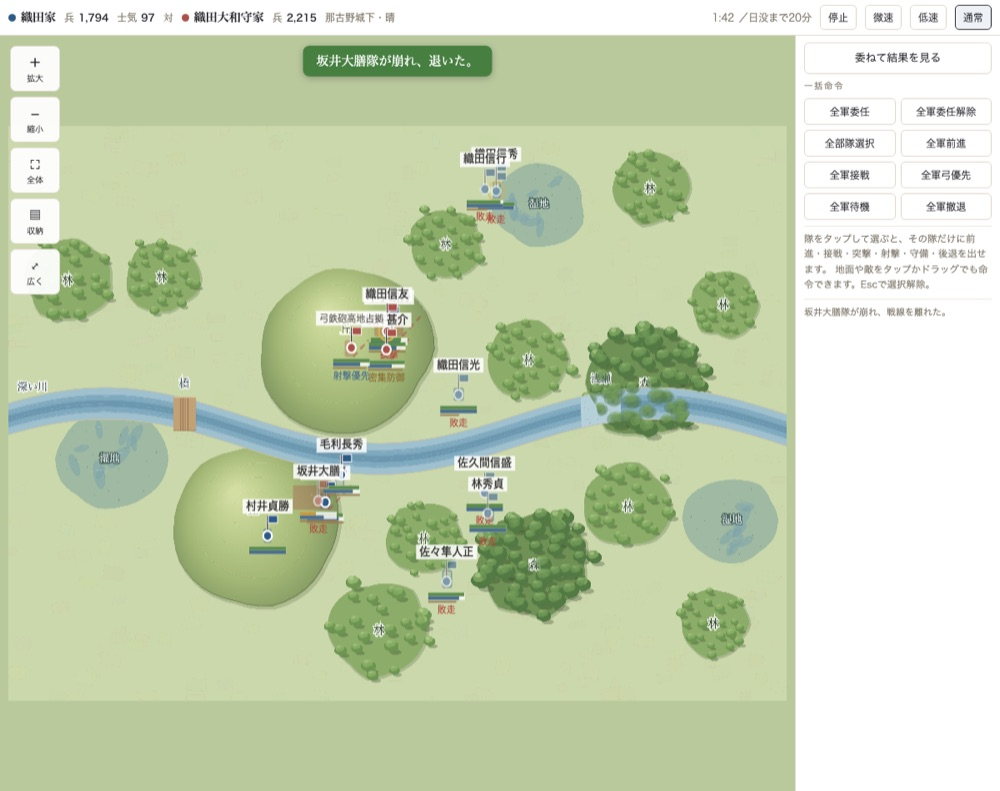 織田家 兵 1,794 士気 97 対 織田大和守家 兵 2,215 那古野城下・晴
1:42 ／日没まで20分 停止 微速 低速 通常
坂井大膳隊が崩れ、退いた。
＋
拡大
−
縮小
全体
収納
広く
委ねて結果を見る
一括命令
全軍委任 全軍委任解除
全部隊選択 全軍前進
全軍接戦 全軍弓優先
全軍待機 全軍撤退
隊をタップして選ぶと、その隊だけに前
進・接戦・突撃・射撃・守備・後退を出せ
ます。 地面や敵をタップかドラッグでも命
令できます。Escで選択解除。
坂井大膳隊が崩れ、戦線を離れた。
織田信行
敗走
湿地
林
林
林
林
林
織田信友
弓鉄砲高地占拠
甚介
射撃優先
密集防御
織田信光
敗走
林
浅瀬
森
深い川
橋
湿地
毛利長秀
坂井大膳
敗走
村井貞勝
佐久間信盛
林秀貞
敗走
林
佐々隼人正
敗走
森
林
湿地
林
林